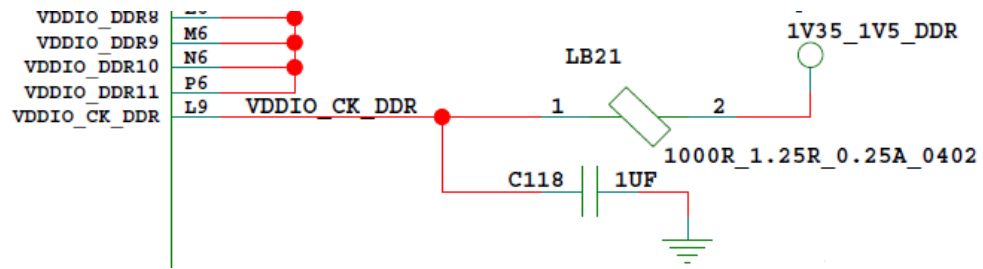 VDDIO_DDR8
M6
VDDIO_DDR9
N6
VDDIO_DDR10
P6
VDDIO_DDR11
L9
VDDIO_CK_DDR
VDDIO_CK_DDR
1
LB21
2
1V35_1V5_DDR
1000R_1.25R_0.25A_0402
C118
1UF